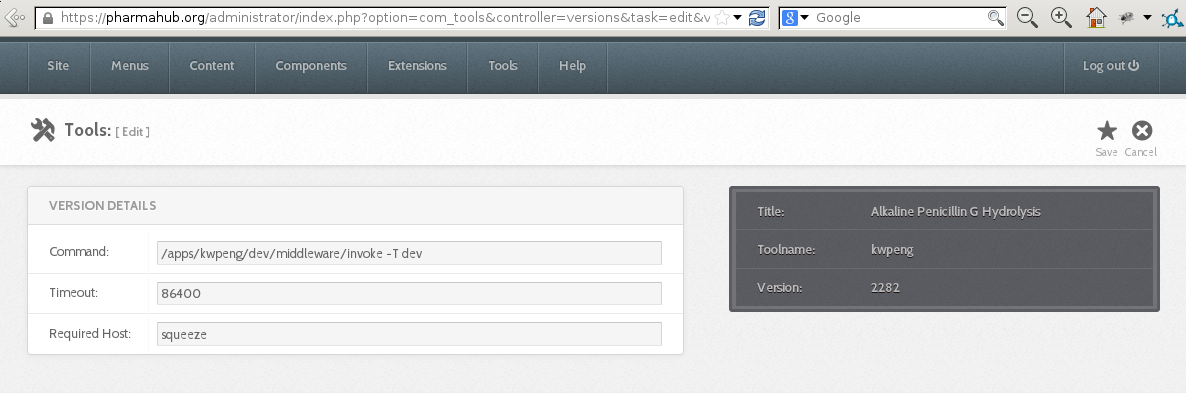 https://pharmahub.org/administrator/index.php?option=com_tools&controller=versions&task=edit&v
Google
Site Menus Content Components Extensions Tools Help Log out
Tools: [ Edit ]
Save Cancel
VERSION DETAILS
Command: /apps/kwpeng/dev/middleware/invoke -T dev
Timeout: 86400
Required Host: squeeze
Title: Alkaline Penicillin G Hydrolysis
Toolname: kwpeng
Version: 2282